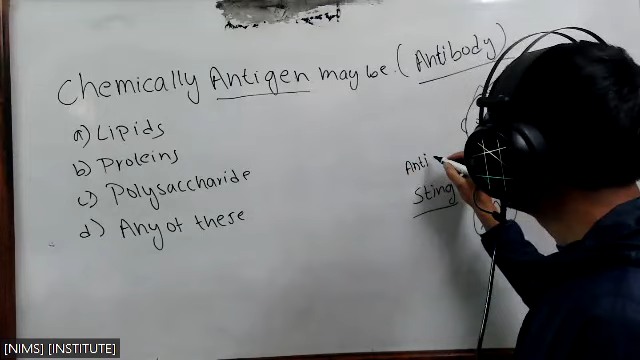 Chemically Antigen may be. (Antibody)
a) Lipids
b) Proteins
c) Polysaccharide
d) Any of these
Anti
Sting
[NIMS] [INSTITUTE]